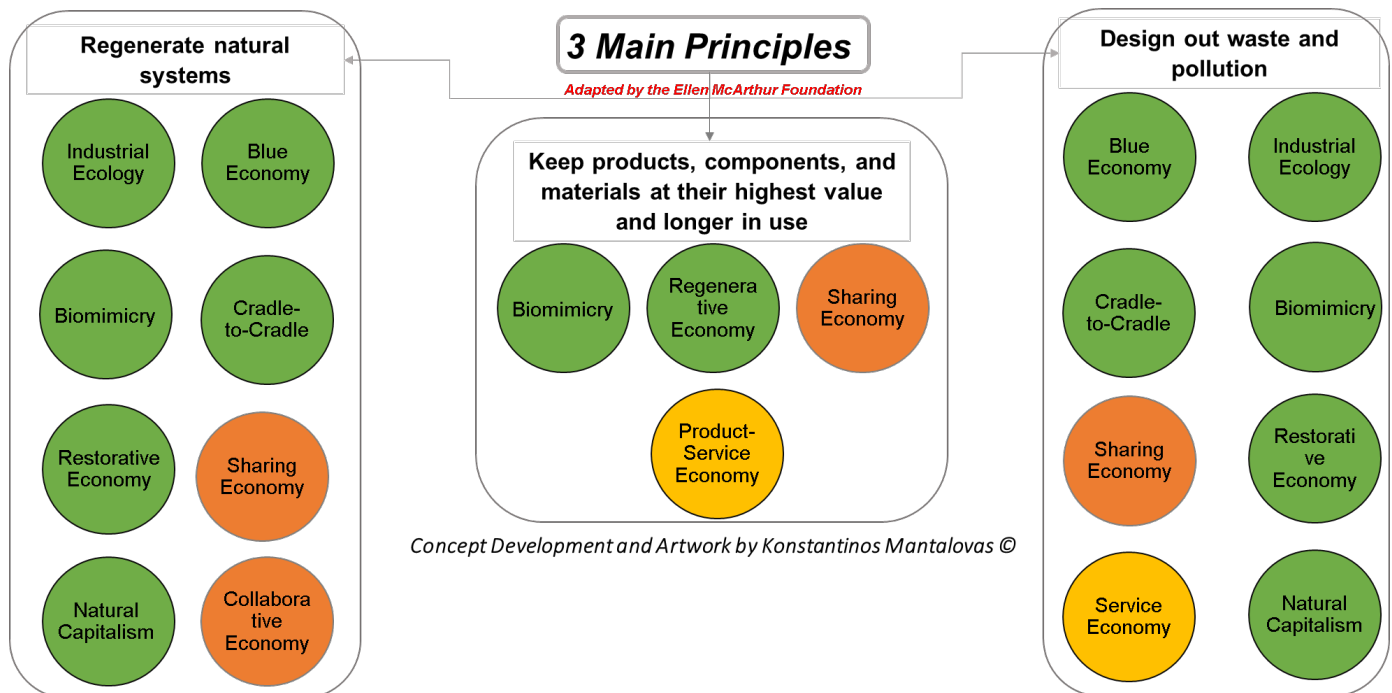 3 Main Principles
Adapted by the Ellen McArthur Foundation
Regenerate natural
systems
Industrial
Ecology
Blue
Economy
Biomimicry
Cradle-
to-Cradle
Restorative
Economy
Sharing
Economy
Natural
Capitalism
Collabora
tive
Economy
Keep products, components, and
materials at their highest value
and longer in use
Biomimicry
Regenera
tive
Economy
Sharing
Economy
Product-
Service
Economy
Concept Development and Artwork by Konstantinos Mantalovas ©
Design out waste and
pollution
Blue
Economy
Industrial
Ecology
Cradle-
to-Cradle
Biomimicry
Sharing
Economy
Restorati
ve
Economy
Service
Economy
Natural
Capitalism